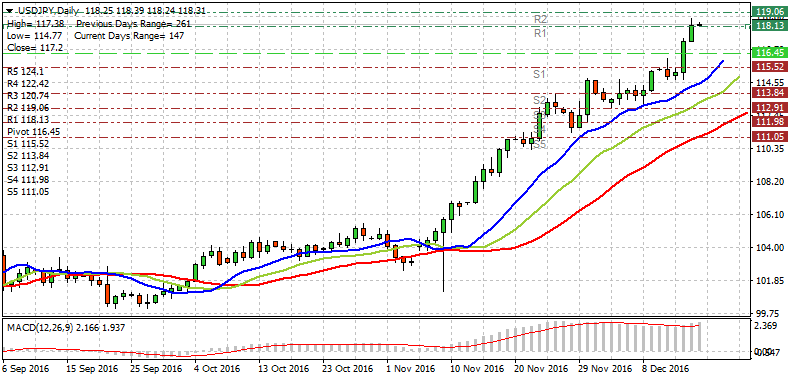 USDJPY,Daily 118.25 118.39 118.24 118.31
High= 117.38 Previous Days Range= 261
Low= 114.77 Current Days Range= 147
Close= 117.2
R5 124.1
R4 122.42
R3 120.74
R2 119.06
R1 118.13
Pivot 116.45
S1 115.52
S2 113.84
S3 112.91
S4 111.98
S5 111.05
R2
R1
S1
S2
S5
119.06
118.13
116.45
115.52
114.55
113.84
112.91
111.98
111.05
110.35
108.20
106.10
104.00
101.85
99.75
MACD(12,26,9) 2.166 1.937
2.369
6 Sep 2016
15 Sep 2016
25 Sep 2016
4 Oct 2016
13 Oct 2016
23 Oct 2016
1 Nov 2016
10 Nov 2016
20 Nov 2016
29 Nov 2016
8 Dec 2016